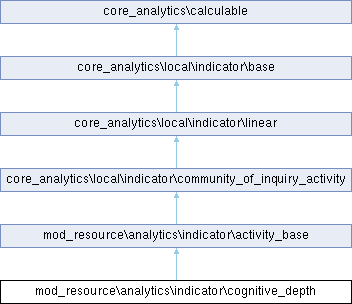 core_analytics\calculable
core_analytics\local\indicator\base
core_analytics\local\indicator\linear
core_analytics\local\indicator\community_of_inquiry_activity
mod_resource\analytics\indicator\activity_base
mod_resource\analytics\indicator\cognitive_depth